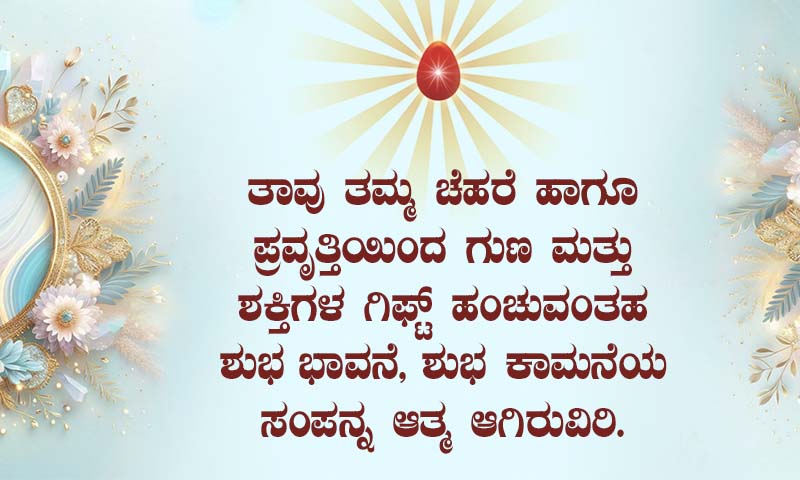 ತಾವು ತಮ್ಮ ಚೆಹರೆ ಹಾಗೂ
ಪ್ರವೃತ್ತಿಯಿಂದ ಗುಣ ಮತ್ತು
ಶಕ್ತಿಗಳ ಗಿಫ್ಟ್ ಹಂಚುವಂತಹ
ಶುಭ ಭಾವನೆ, ಶುಭ ಕಾಮನೆಯ
ಸಂಪನ್ನ ಆತ್ಮ ಆಗಿರುವಿರಿ.